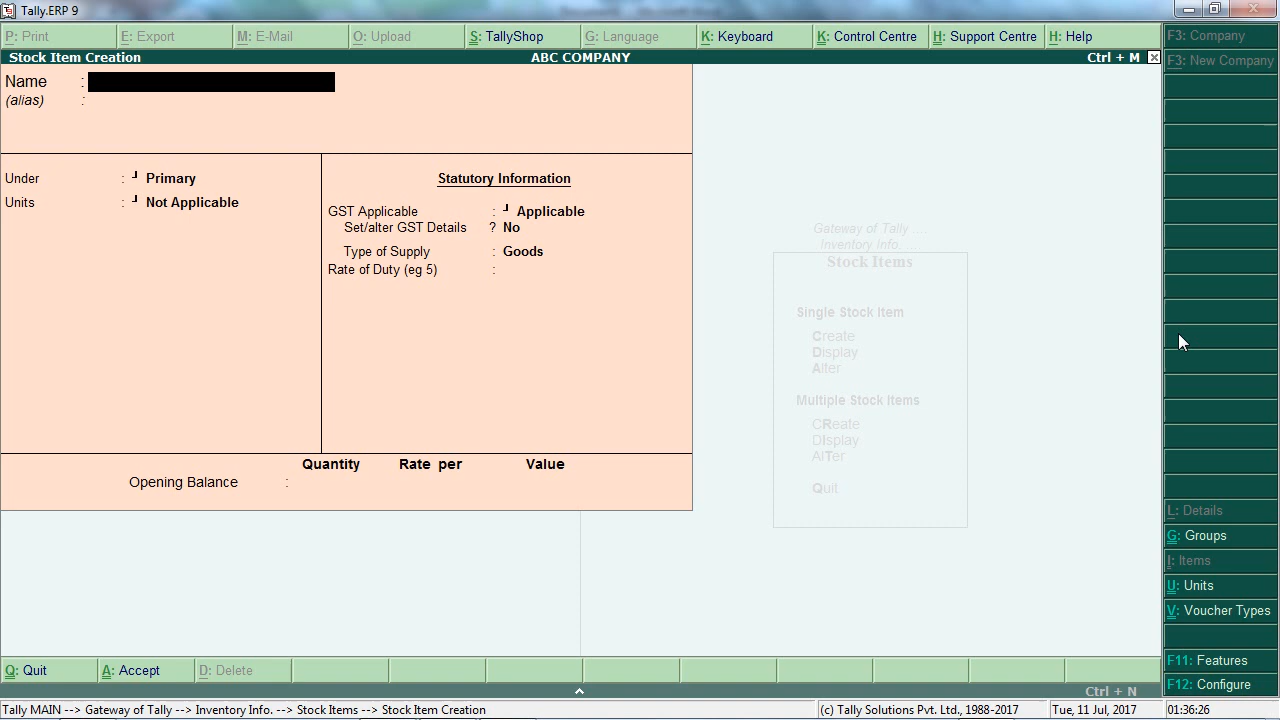 Tally.ERP 9
P: Print E: Export M: E-Mail O: Upload S: TallyShop G: Language K: Keyboard K: Control Centre H: Support Centre H: Help
Stock Item Creation ABC COMPANY Ctrl + M
Name :
(alias) :
Under : Primary
Units : Not Applicable
Statutory Information
GST Applicable : Applicable
Set/alter GST Details ? No
Type of Supply : Goods
Rate of Duty (eg 5) :
Quantity Rate per Value
Opening Balance :
Gateway of Tally ....
Inventory Info. ....
Stock Items
Single Stock Item
Create
Display
Alter
Multiple Stock Items
CReate
DIsplay
AlTer
Quit
F3: Company
F3: New Company
L: Details
G: Groups
I: Items
U: Units
V: Voucher Types
F11: Features
F12: Configure
Q: Quit A: Accept D: Delete
Ctrl + N
Tally MAIN --> Gateway of Tally --> Inventory Info. --> Stock Items --> Stock Item Creation (c) Tally Solutions Pvt. Ltd., 1988-2017 Tue, 11 Jul, 2017 01:36:26